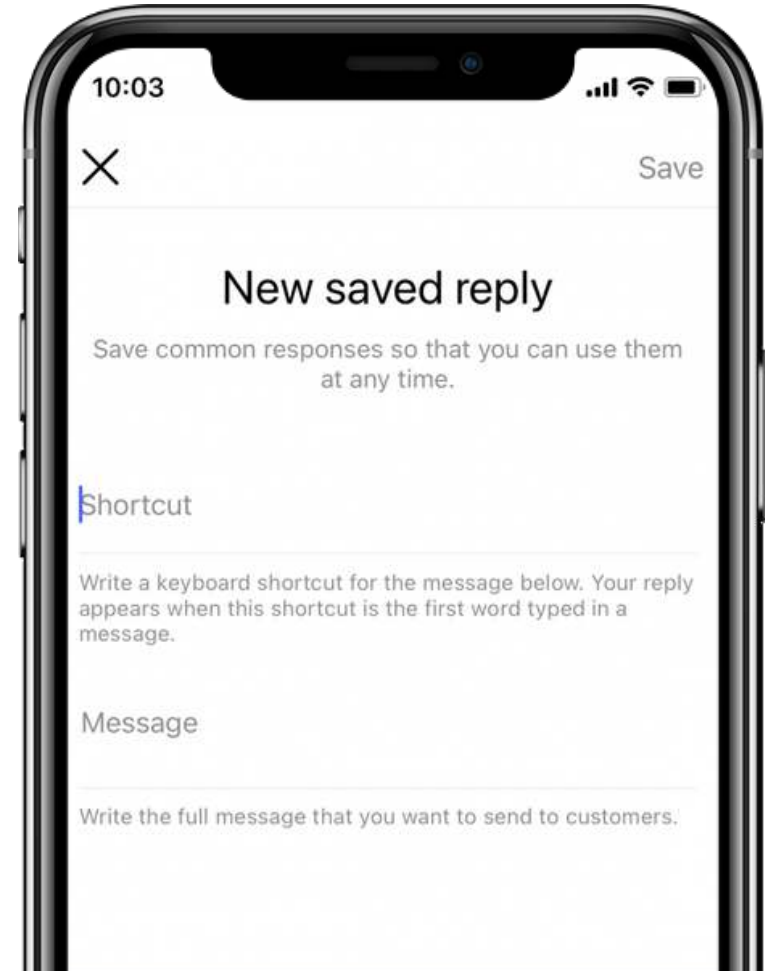 10:03
Save
New saved reply
Save common responses so that you can use them
at any time.
Shortcut
Write a keyboard shortcut for the message below. Your reply
appears when this shortcut is the first word typed in a
message.
Message
Write the full message that you want to send to customers.